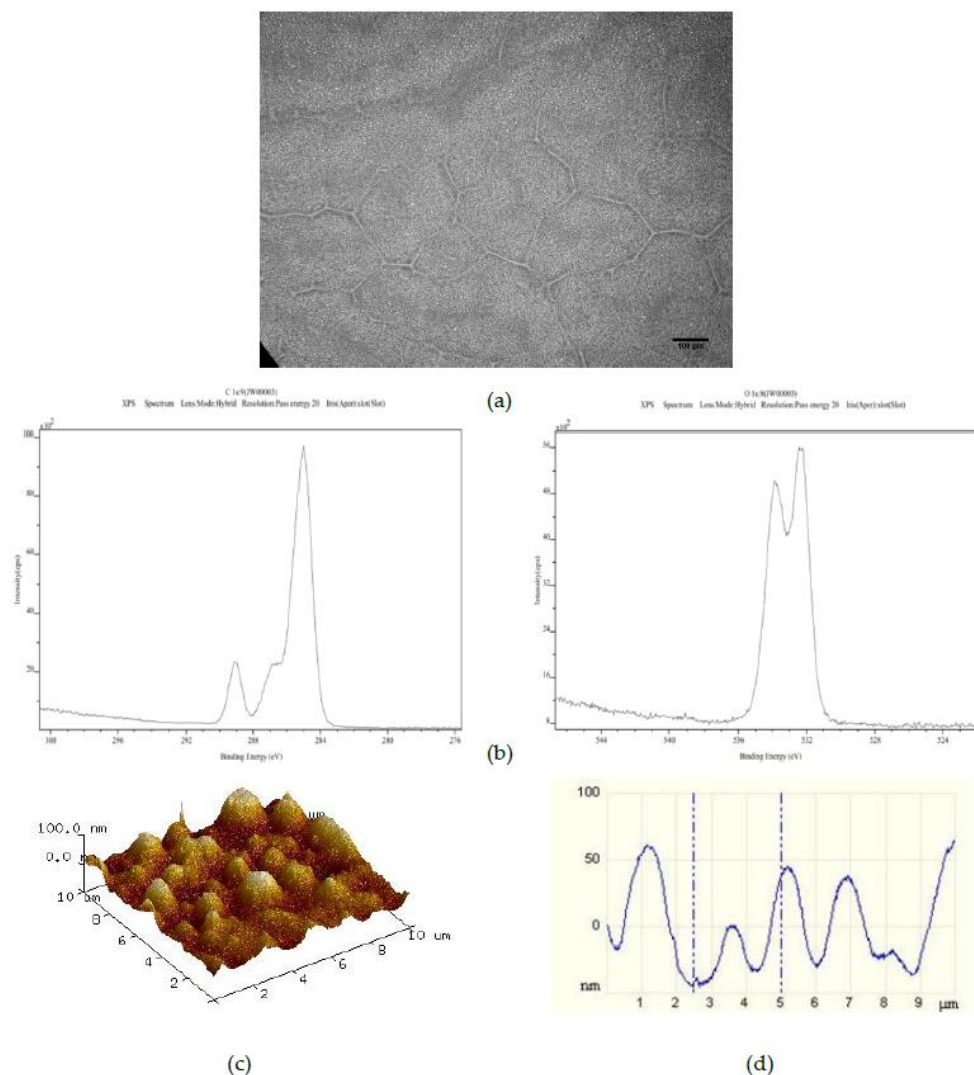 100 µm
(a)
C 1s:9(JW00003)
XPS Spectrum Lens Mode:Hybrid Resolution:Pass energy 20 Iris(Aper):slot(Slot)
x10²
100
80
60
40
20
Intensity(cps)
300 296 292 288 284 280 276
Binding Energy (eV)
O 1s:8(JW00003)
XPS Spectrum Lens Mode:Hybrid Resolution:Pass energy 20 Iris(Aper):slot(Slot)
x10²
56
48
40
32
24
16
8
Intensity(cps)
544 540 536 532 528 524
Binding Energy (eV)
(b)
100.0 nm
0.0
10 um
8
6
4
2
2
4
6
8
10 um
(c)
100
50
0
nm
1 2 3 4 5 6 7 8 9 µm
(d)